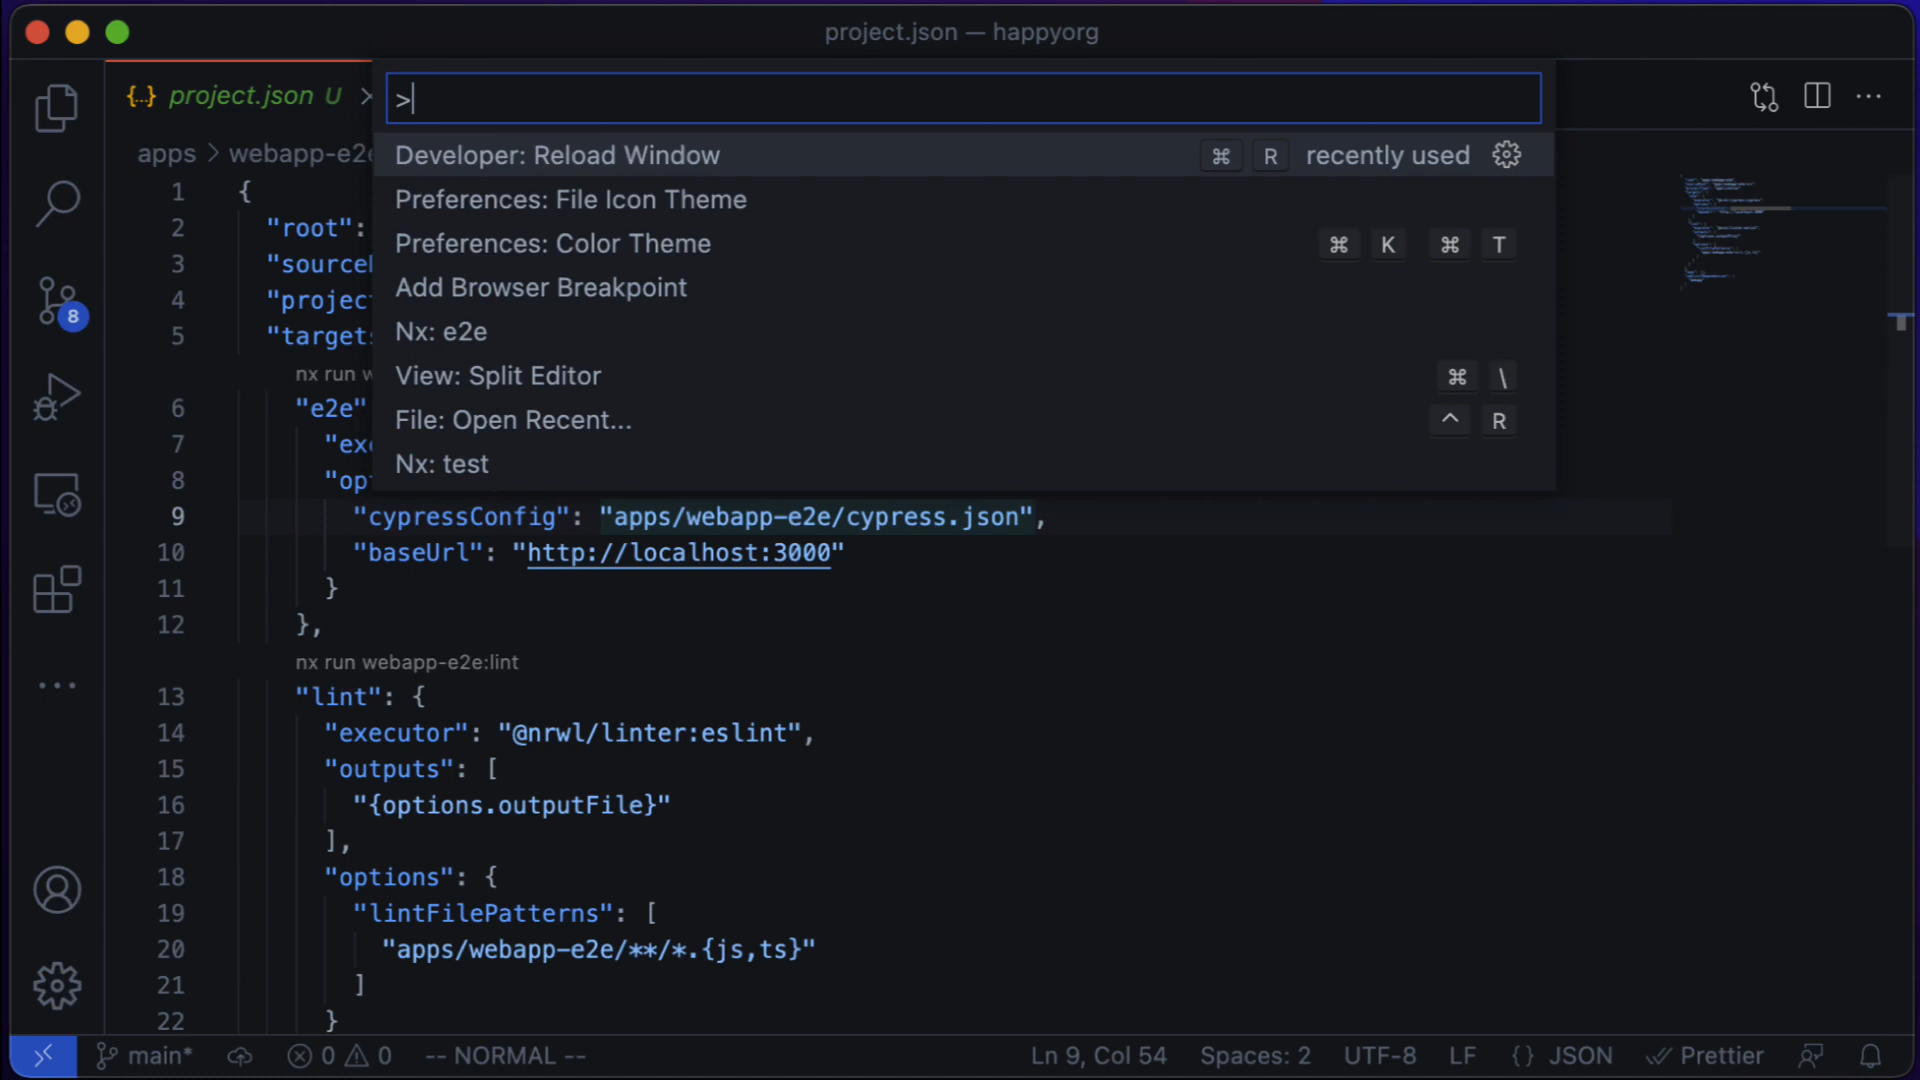 project.json — happyorg
{..} project.json U
>
apps > webapp-e2e
Developer: Reload Window ⌘ R recently used
Preferences: File Icon Theme
Preferences: Color Theme ⌘ K ⌘ T
Add Browser Breakpoint
Nx: e2e
View: Split Editor ⌘ \
File: Open Recent... ^ R
Nx: test
1 {
2 "root":
3 "source
4 "project
5 "targets
nx run
6 "e2e"
7 "exe
8 "opt
9 "cypressConfig": "apps/webapp-e2e/cypress.json",
10 "baseUrl": "http://localhost:3000"
11 }
12 },
nx run webapp-e2e:lint
13 "lint": {
14 "executor": "@nrwl/linter:eslint",
15 "outputs": [
16 "{options.outputFile}"
17 ],
18 "options": {
19 "lintFilePatterns": [
20 "apps/webapp-e2e/**/*.{js,ts}"
21 ]
22 }
8
main* 0 0 -- NORMAL -- Ln 9, Col 54 Spaces: 2 UTF-8 LF {} JSON Prettier